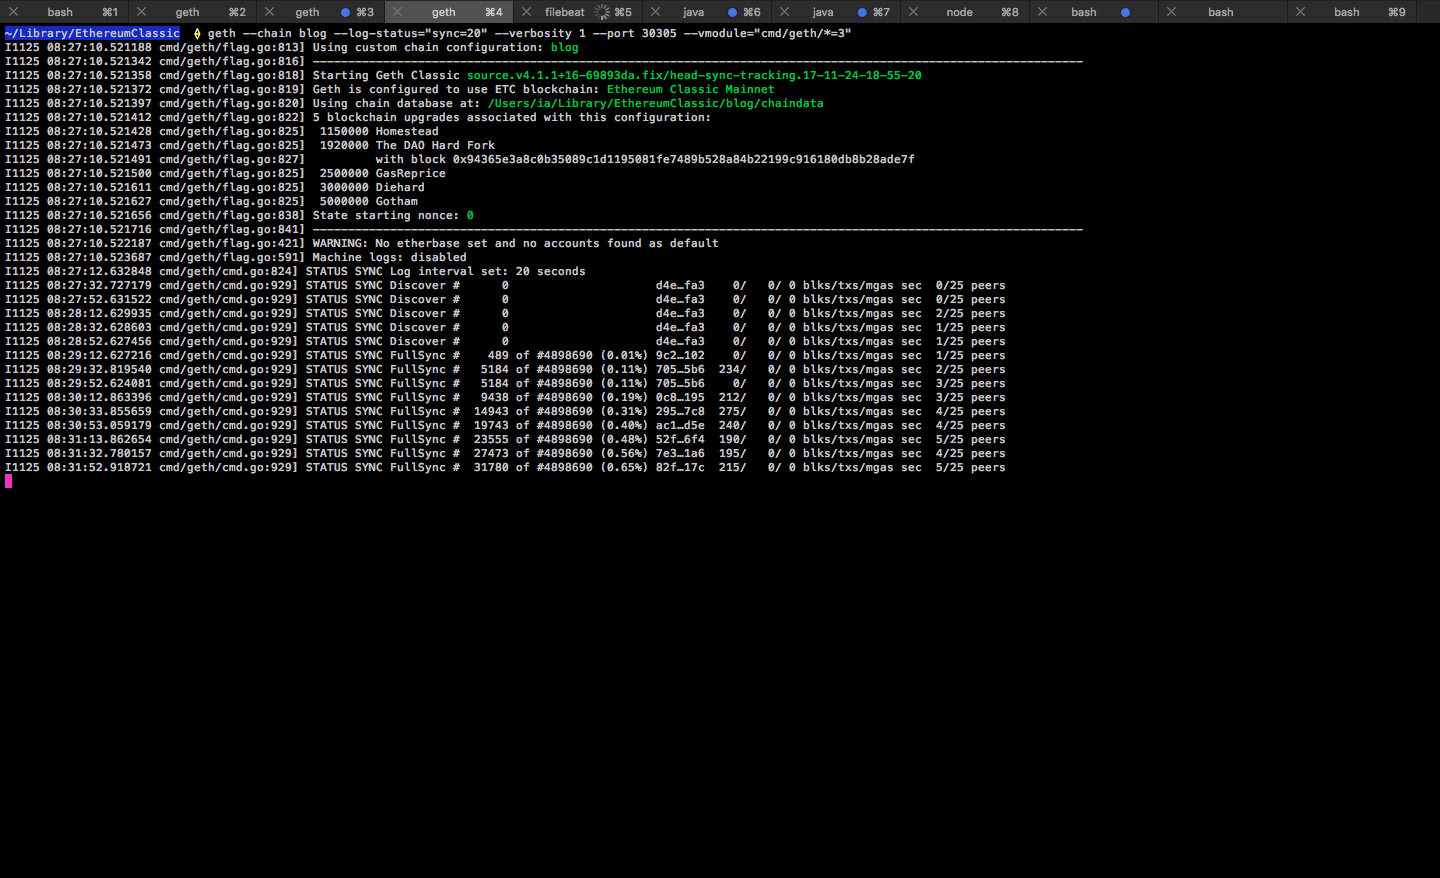 bash ⌘1 geth ⌘2 geth ⌘3 geth ⌘4 filebeat ⌘5 java ⌘6 java ⌘7 node ⌘8 bash bash bash ⌘9
~/Library/EthereumClassic geth --chain blog --log-status="sync=20" --verbosity 1 --port 30305 --vmodule="cmd/geth/*=3"
I1125 08:27:10.521188 cmd/geth/flag.go:813] Using custom chain configuration: blog
I1125 08:27:10.521342 cmd/geth/flag.go:816] --------------------------------------------------------------------------------------------------------------
I1125 08:27:10.521358 cmd/geth/flag.go:818] Starting Geth Classic source.v4.1.1+16-69893da.fix/head-sync-tracking.17-11-24-18-55-20
I1125 08:27:10.521372 cmd/geth/flag.go:819] Geth is configured to use ETC blockchain: Ethereum Classic Mainnet
I1125 08:27:10.521397 cmd/geth/flag.go:820] Using chain database at: /Users/ia/Library/EthereumClassic/blog/chaindata
I1125 08:27:10.521412 cmd/geth/flag.go:822] 5 blockchain upgrades associated with this configuration:
I1125 08:27:10.521428 cmd/geth/flag.go:825]  1150000 Homestead
I1125 08:27:10.521473 cmd/geth/flag.go:825]  1920000 The DAO Hard Fork
I1125 08:27:10.521491 cmd/geth/flag.go:827]          with block 0x94365e3a8c0b35089c1d1195081fe7489b528a84b22199c916180db8b28ade7f
I1125 08:27:10.521500 cmd/geth/flag.go:825]  2500000 GasReprice
I1125 08:27:10.521611 cmd/geth/flag.go:825]  3000000 Diehard
I1125 08:27:10.521627 cmd/geth/flag.go:825]  5000000 Gotham
I1125 08:27:10.521656 cmd/geth/flag.go:838] State starting nonce: 0
I1125 08:27:10.521716 cmd/geth/flag.go:841] --------------------------------------------------------------------------------------------------------------
I1125 08:27:10.522187 cmd/geth/flag.go:421] WARNING: No etherbase set and no accounts found as default
I1125 08:27:10.523687 cmd/geth/flag.go:591] Machine logs: disabled
I1125 08:27:12.632848 cmd/geth/cmd.go:824] STATUS SYNC Log interval set: 20 seconds
I1125 08:27:32.727179 cmd/geth/cmd.go:929] STATUS SYNC Discover #      0                     d4e…fa3    0/   0/ 0 blks/txs/mgas sec  0/25 peers
I1125 08:27:52.631522 cmd/geth/cmd.go:929] STATUS SYNC Discover #      0                     d4e…fa3    0/   0/ 0 blks/txs/mgas sec  0/25 peers
I1125 08:28:12.629935 cmd/geth/cmd.go:929] STATUS SYNC Discover #      0                     d4e…fa3    0/   0/ 0 blks/txs/mgas sec  2/25 peers
I1125 08:28:32.628603 cmd/geth/cmd.go:929] STATUS SYNC Discover #      0                     d4e…fa3    0/   0/ 0 blks/txs/mgas sec  1/25 peers
I1125 08:28:52.627456 cmd/geth/cmd.go:929] STATUS SYNC Discover #      0                     d4e…fa3    0/   0/ 0 blks/txs/mgas sec  1/25 peers
I1125 08:29:12.627216 cmd/geth/cmd.go:929] STATUS SYNC FullSync #    489 of #4898690 (0.01%) 9c2…102    0/   0/ 0 blks/txs/mgas sec  1/25 peers
I1125 08:29:32.819540 cmd/geth/cmd.go:929] STATUS SYNC FullSync #   5184 of #4898690 (0.11%) 705…5b6  234/   0/ 0 blks/txs/mgas sec  2/25 peers
I1125 08:29:52.624081 cmd/geth/cmd.go:929] STATUS SYNC FullSync #   5184 of #4898690 (0.11%) 705…5b6    0/   0/ 0 blks/txs/mgas sec  3/25 peers
I1125 08:30:12.863396 cmd/geth/cmd.go:929] STATUS SYNC FullSync #   9438 of #4898690 (0.19%) 0c8…195  212/   0/ 0 blks/txs/mgas sec  3/25 peers
I1125 08:30:33.855659 cmd/geth/cmd.go:929] STATUS SYNC FullSync #  14943 of #4898690 (0.31%) 295…7c8  275/   0/ 0 blks/txs/mgas sec  4/25 peers
I1125 08:30:53.059179 cmd/geth/cmd.go:929] STATUS SYNC FullSync #  19743 of #4898690 (0.40%) ac1…d5e  240/   0/ 0 blks/txs/mgas sec  4/25 peers
I1125 08:31:13.862654 cmd/geth/cmd.go:929] STATUS SYNC FullSync #  23555 of #4898690 (0.48%) 52f…6f4  190/   0/ 0 blks/txs/mgas sec  5/25 peers
I1125 08:31:32.780157 cmd/geth/cmd.go:929] STATUS SYNC FullSync #  27473 of #4898690 (0.56%) 7e3…1a6  195/   0/ 0 blks/txs/mgas sec  4/25 peers
I1125 08:31:52.918721 cmd/geth/cmd.go:929] STATUS SYNC FullSync #  31780 of #4898690 (0.65%) 82f…17c  215/   0/ 0 blks/txs/mgas sec  5/25 peers